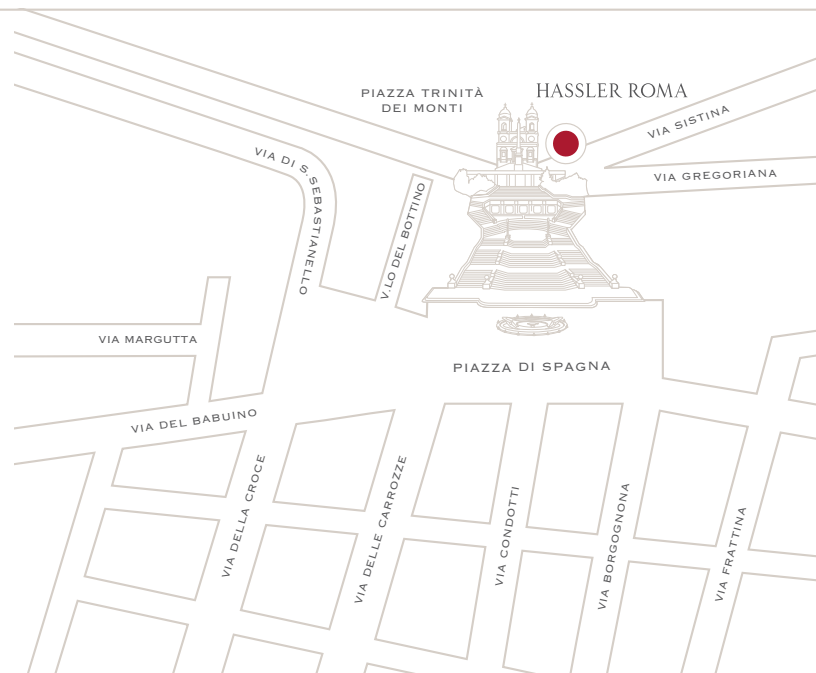 PIAZZA TRINITÀ
DEI MONTI
HASSLER ROMA
VIA SISTINA
VIA GREGORIANA
VIA DI S.SEBASTIANELLO
V.LO DEL BOTTINO
VIA MARGUTTA
PIAZZA DI SPAGNA
VIA DEL BABUINO
VIA DELLA CROCE
VIA DELLE CARROZZE
VIA CONDOTTI
VIA BORGOGNONA
VIA FRATTINA